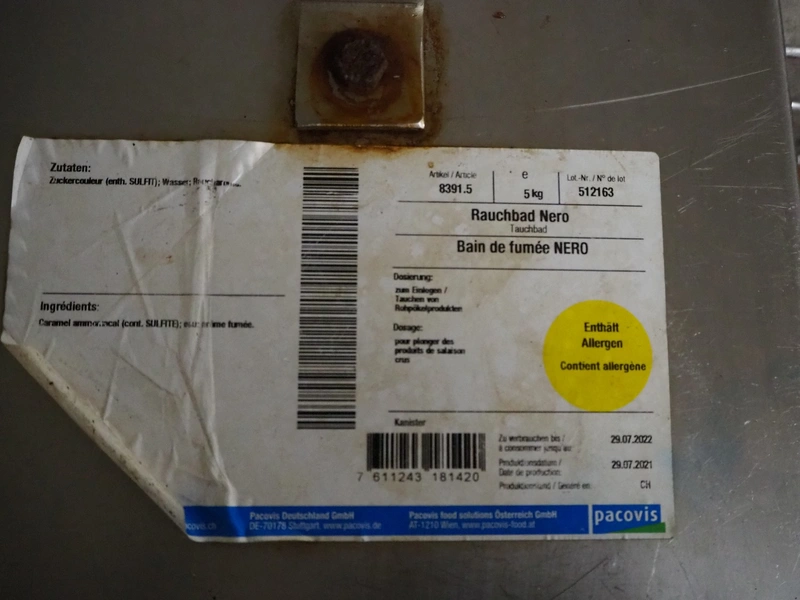 Zutaten:
Zuckercouleur (enth. SULFIT); Wasser;
Ingrédients:
Caramel ammoniacal (cont. SULFITE); arôme fumée.
Artikel / Article
8391.5
e
5 kg
Lot-Nr. / N° de lot
512163
Rauchbad Nero
Tauchbad
Bain de fumée NERO
Dosierung:
zum Einlegen /
Tauchen von
Rohpökelprodukten
Dosage:
pour plonger des
produits de salaison
crus
Enthält
Allergen
Contient allergène
Kanister
7 611243 181420
Zu verbrauchen bis /
à consommer jusqu'au:
29.07.2022
Produktionsdatum /
Date de production:
29.07.2021
Produktionsland / Généré en:
CH
Pacovis Deutschland GmbH
DE-70178 Stuttgart, www.pacovis.de
Pacovis food solutions Österreich GmbH
AT-1210 Wien, www.pacovis-food.at
pacovis